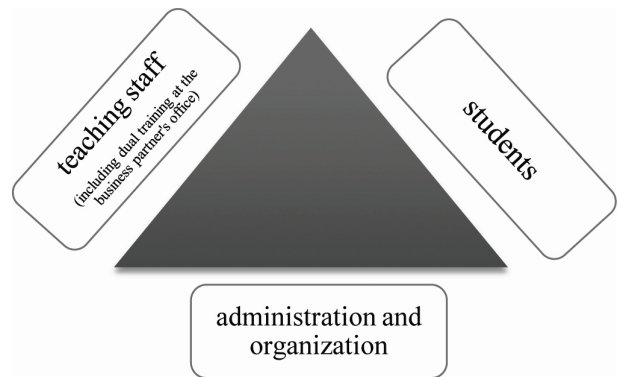 teaching staff
(including dual training at the
business partner's office)
students
administration and
organization